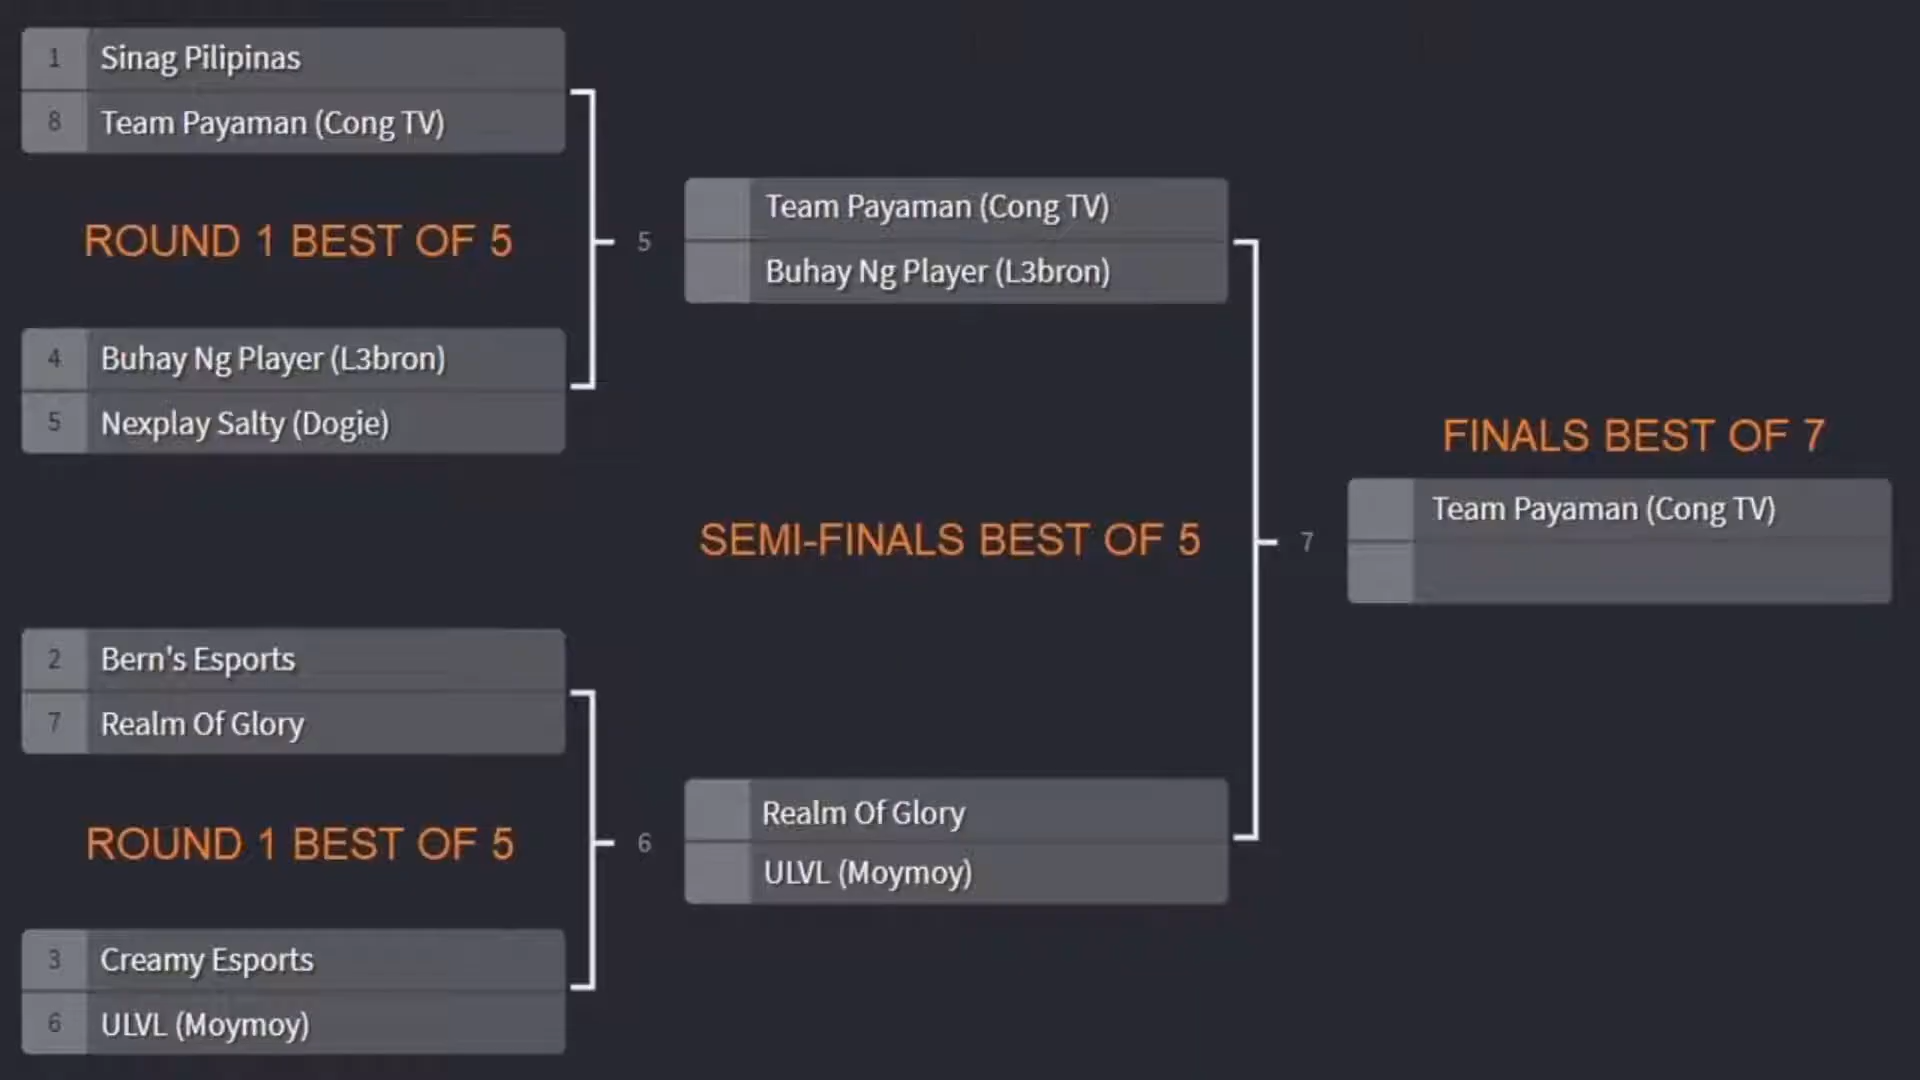 1 Sinag Pilipinas
8 Team Payaman (Cong TV)
ROUND 1 BEST OF 5
4 Buhay Ng Player (L3bron)
5 Nexplay Salty (Dogie)
2 Bern's Esports
7 Realm Of Glory
ROUND 1 BEST OF 5
3 Creamy Esports
6 ULVL (Moymoy)
5
Team Payaman (Cong TV)
Buhay Ng Player (L3bron)
SEMI-FINALS BEST OF 5
6
Realm Of Glory
ULVL (Moymoy)
FINALS BEST OF 7
7
Team Payaman (Cong TV)